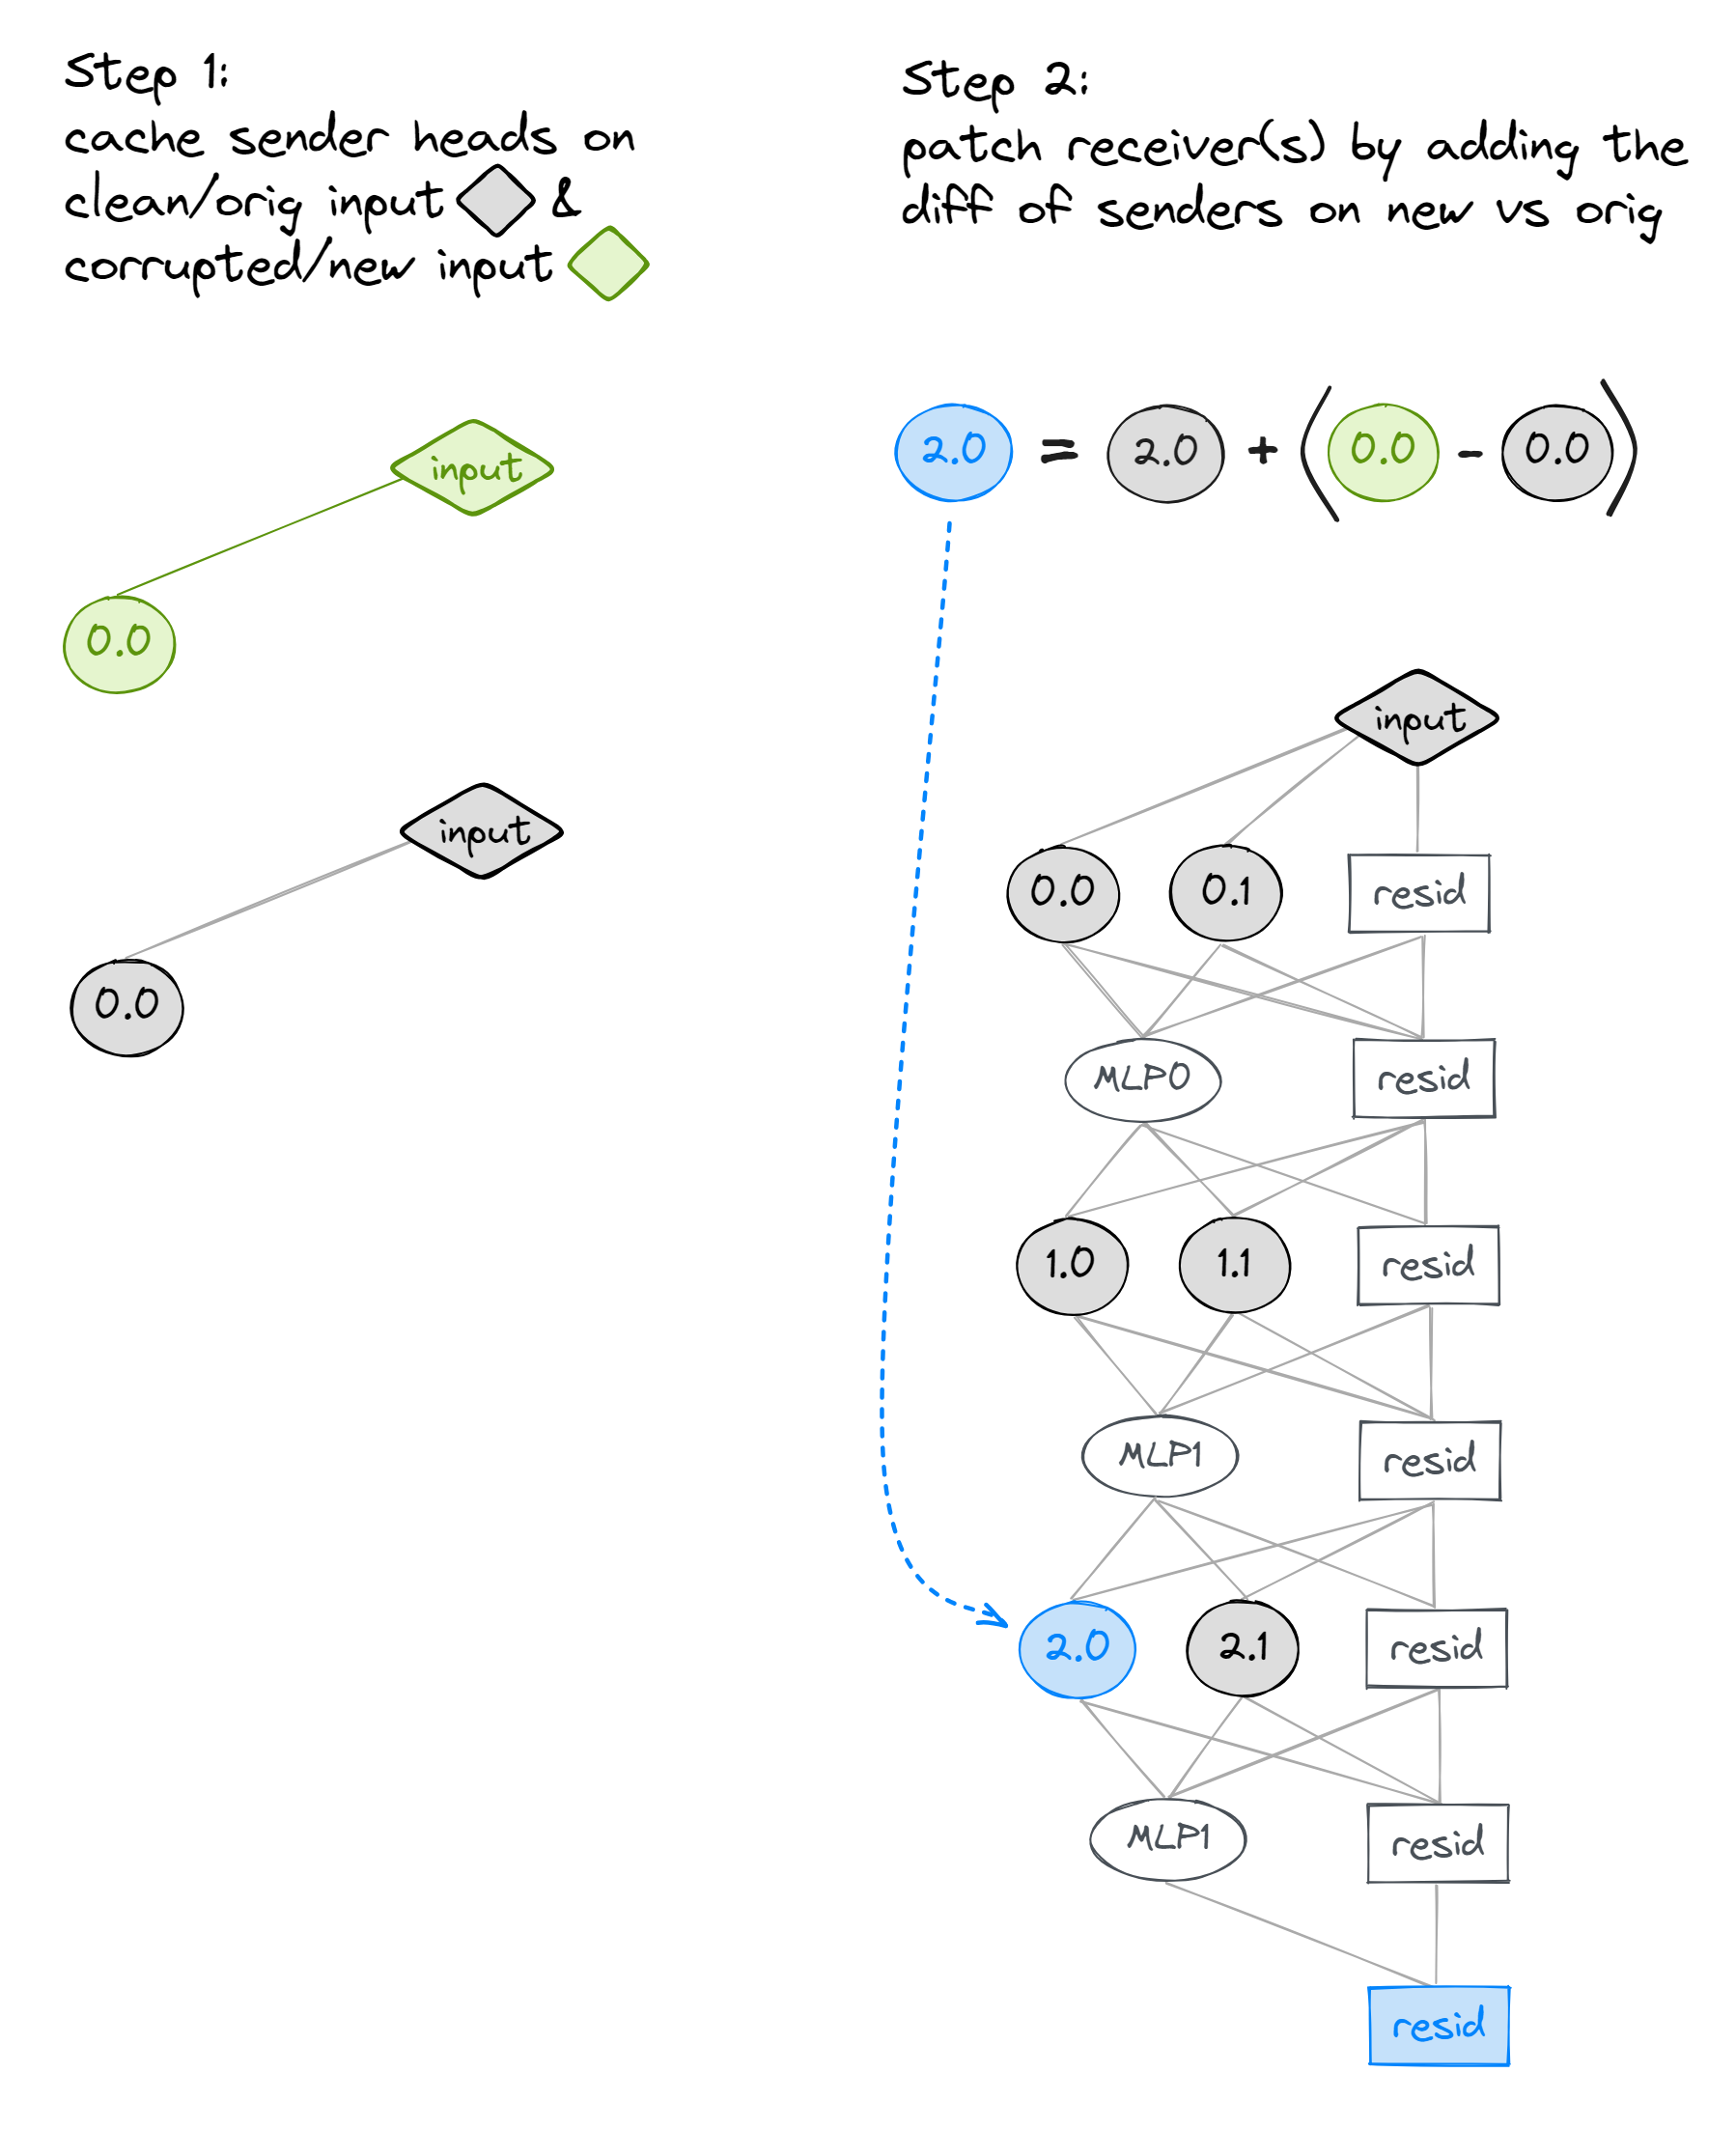 Step 1:
cache sender heads on
clean/orig input &
corrupted/new input
input
0.0
input
0.0
Step 2:
patch receiver(s) by adding the
diff of senders on new vs orig
2.0 = 2.0 + (0.0 - 0.0)
input
0.0 0.1 resid
MLP0 resid
1.0 1.1 resid
MLP1 resid
2.0 2.1 resid
MLP1 resid
resid